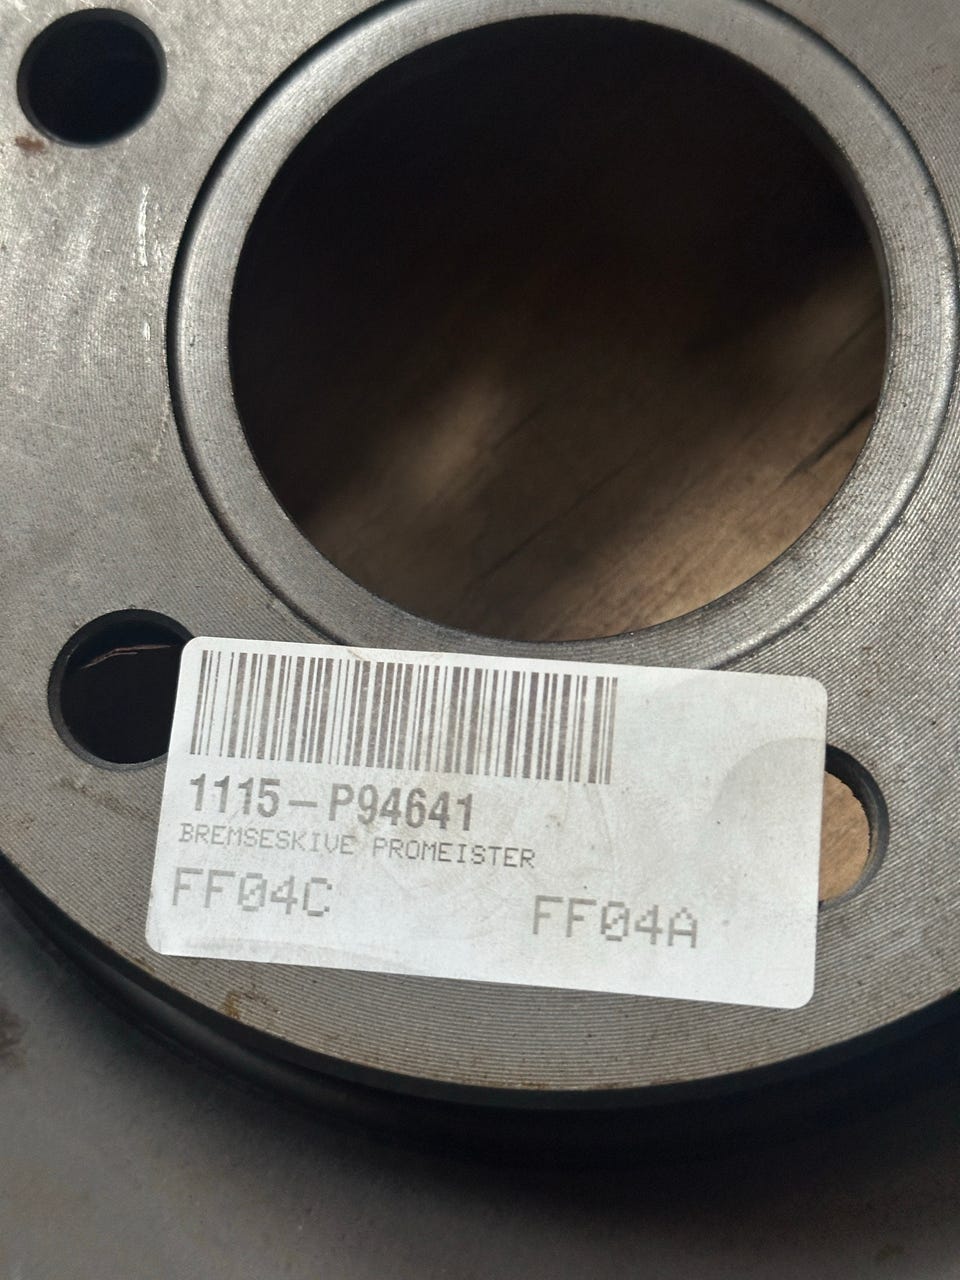 1115-P94641
BREMSESKIVE PROMEISTER
FF04C FF04A